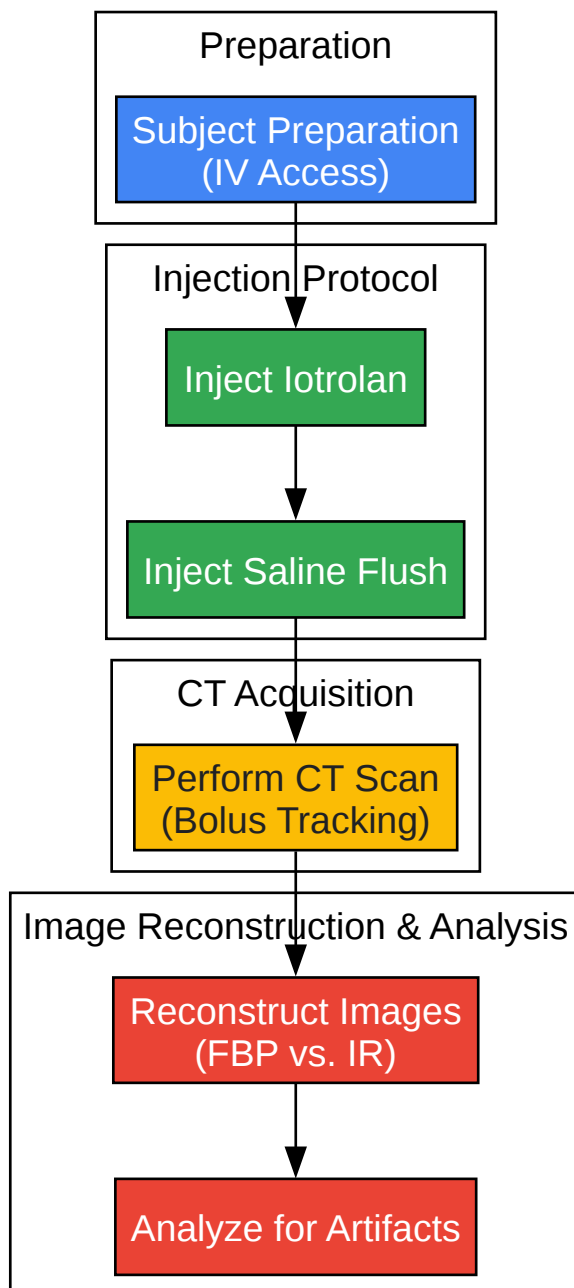 Preparation
Subject Preparation
(IV Access)
Injection Protocol
Inject Iotrolan
Inject Saline Flush
CT Acquisition
Perform CT Scan
(Bolus Tracking)
Image Reconstruction & Analysis
Reconstruct Images
(FBP vs. IR)
Analyze for Artifacts